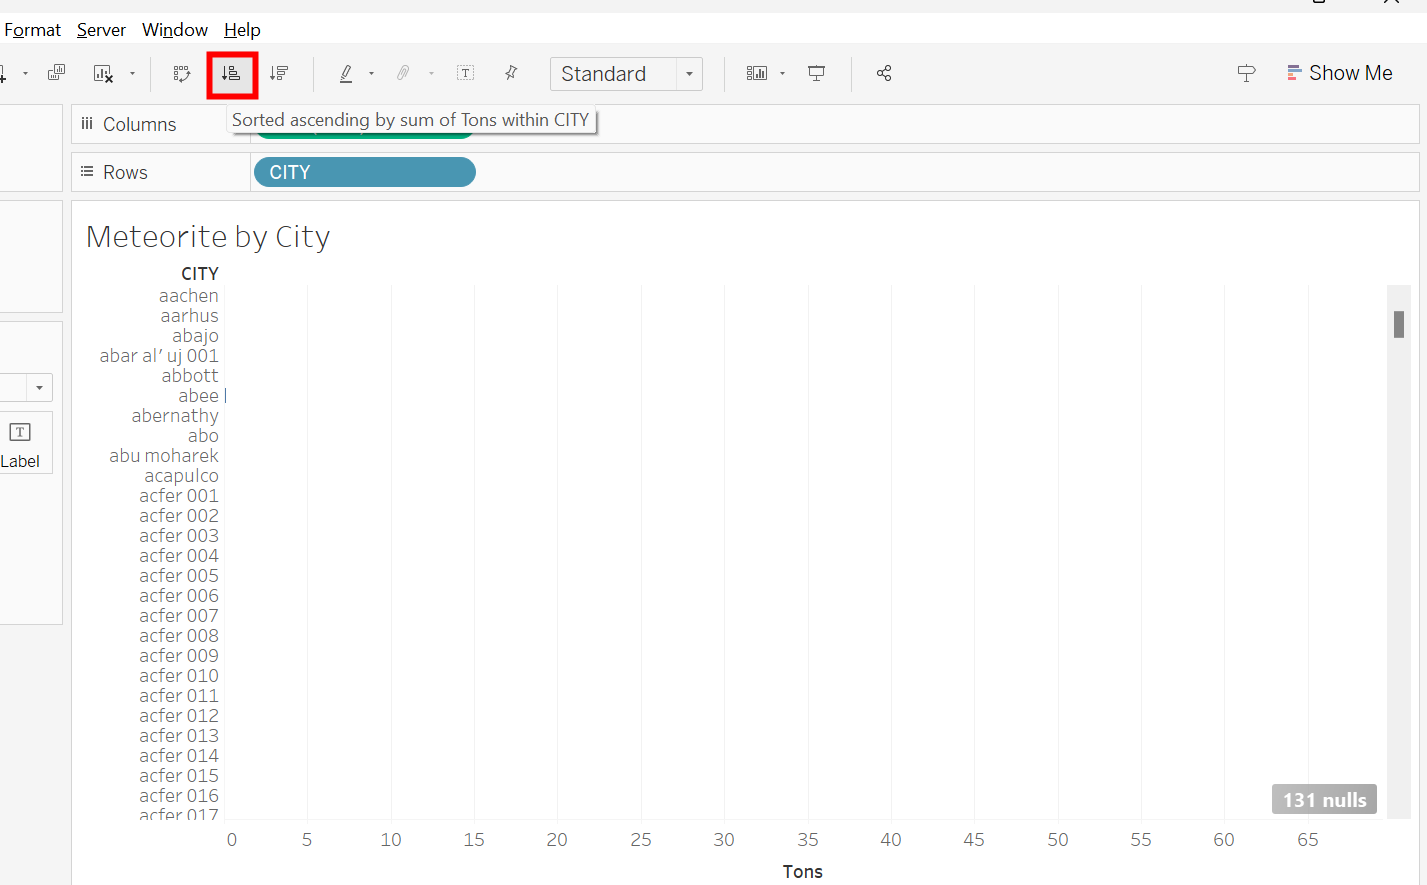 Format Server Window Help
Standard
Show Me
Columns
Sorted ascending by sum of Tons within CITY
Rows
CITY
Meteorite by City
CITY
aachen
aarhus
abajo
abar al' uj 001
abbott
abee
abernathy
abo
abu moharek
acapulco
acfer 001
acfer 002
acfer 003
acfer 004
acfer 005
acfer 006
acfer 007
acfer 008
acfer 009
acfer 010
acfer 011
acfer 012
acfer 013
acfer 014
acfer 015
acfer 016
acfer 017
T
Label
131 nulls
0 5 10 15 20 25 30 35 40 45 50 55 60 65
Tons